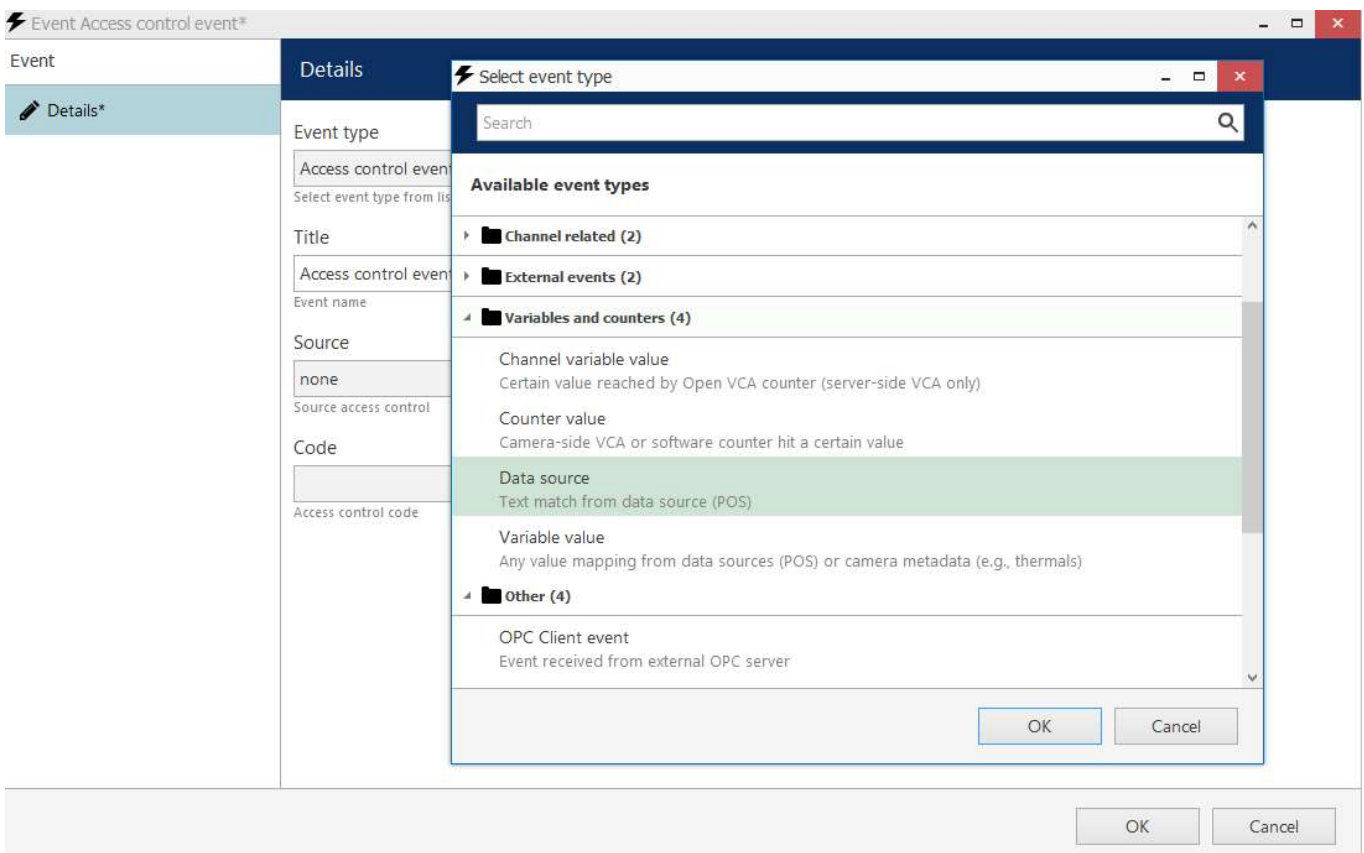 Event Access control event*
Event
Details*
Details
Event type
Access control event
Select event type from lis
Title
Access control event
Event name
Source
none
Source access control
Code
Access control code
Select event type
Search
Available event types
Channel related (2)
External events (2)
Variables and counters (4)
Channel variable value
Certain value reached by Open VCA counter (server-side VCA only)
Counter value
Camera-side VCA or software counter hit a certain value
Data source
Text match from data source (POS)
Variable value
Any value mapping from data sources (POS) or camera metadata (e.g., thermals)
Other (4)
OPC Client event
Event received from external OPC server
OK Cancel
OK Cancel